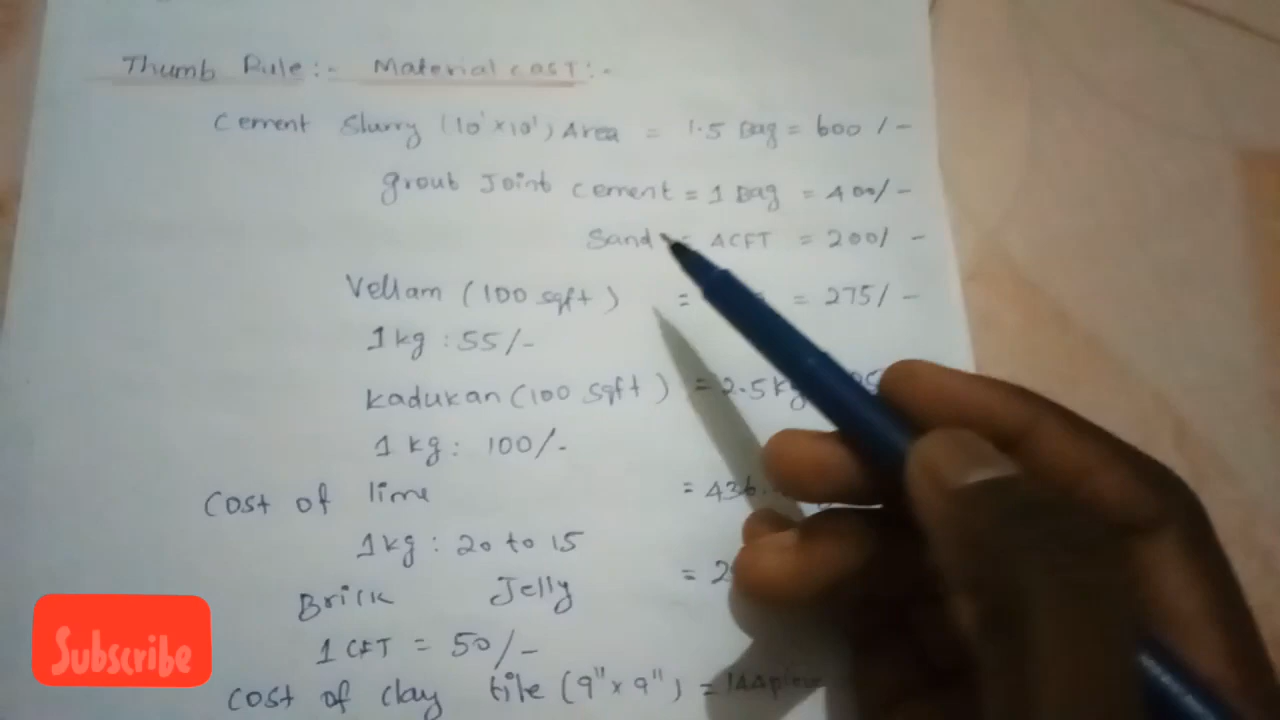 Thumb Rule:- Material cost:-
Cement Slurry (10'x10') Area = 1.5 Bag = 600/-
grout Joint cement = 1 Bag = 400/-
Sand = 4CFT = 200/-
Vellam (100 sqft) = = 275/-
1kg : 55/-
kadukan (100 sqft) = 2.5kg
1 kg : 100/-
Cost of lime = 436.
1kg : 20 to 15
Brick Jelly = 2
1 CFT = 50/-
Cost of clay tile (9"x9") = 144
Subscribe